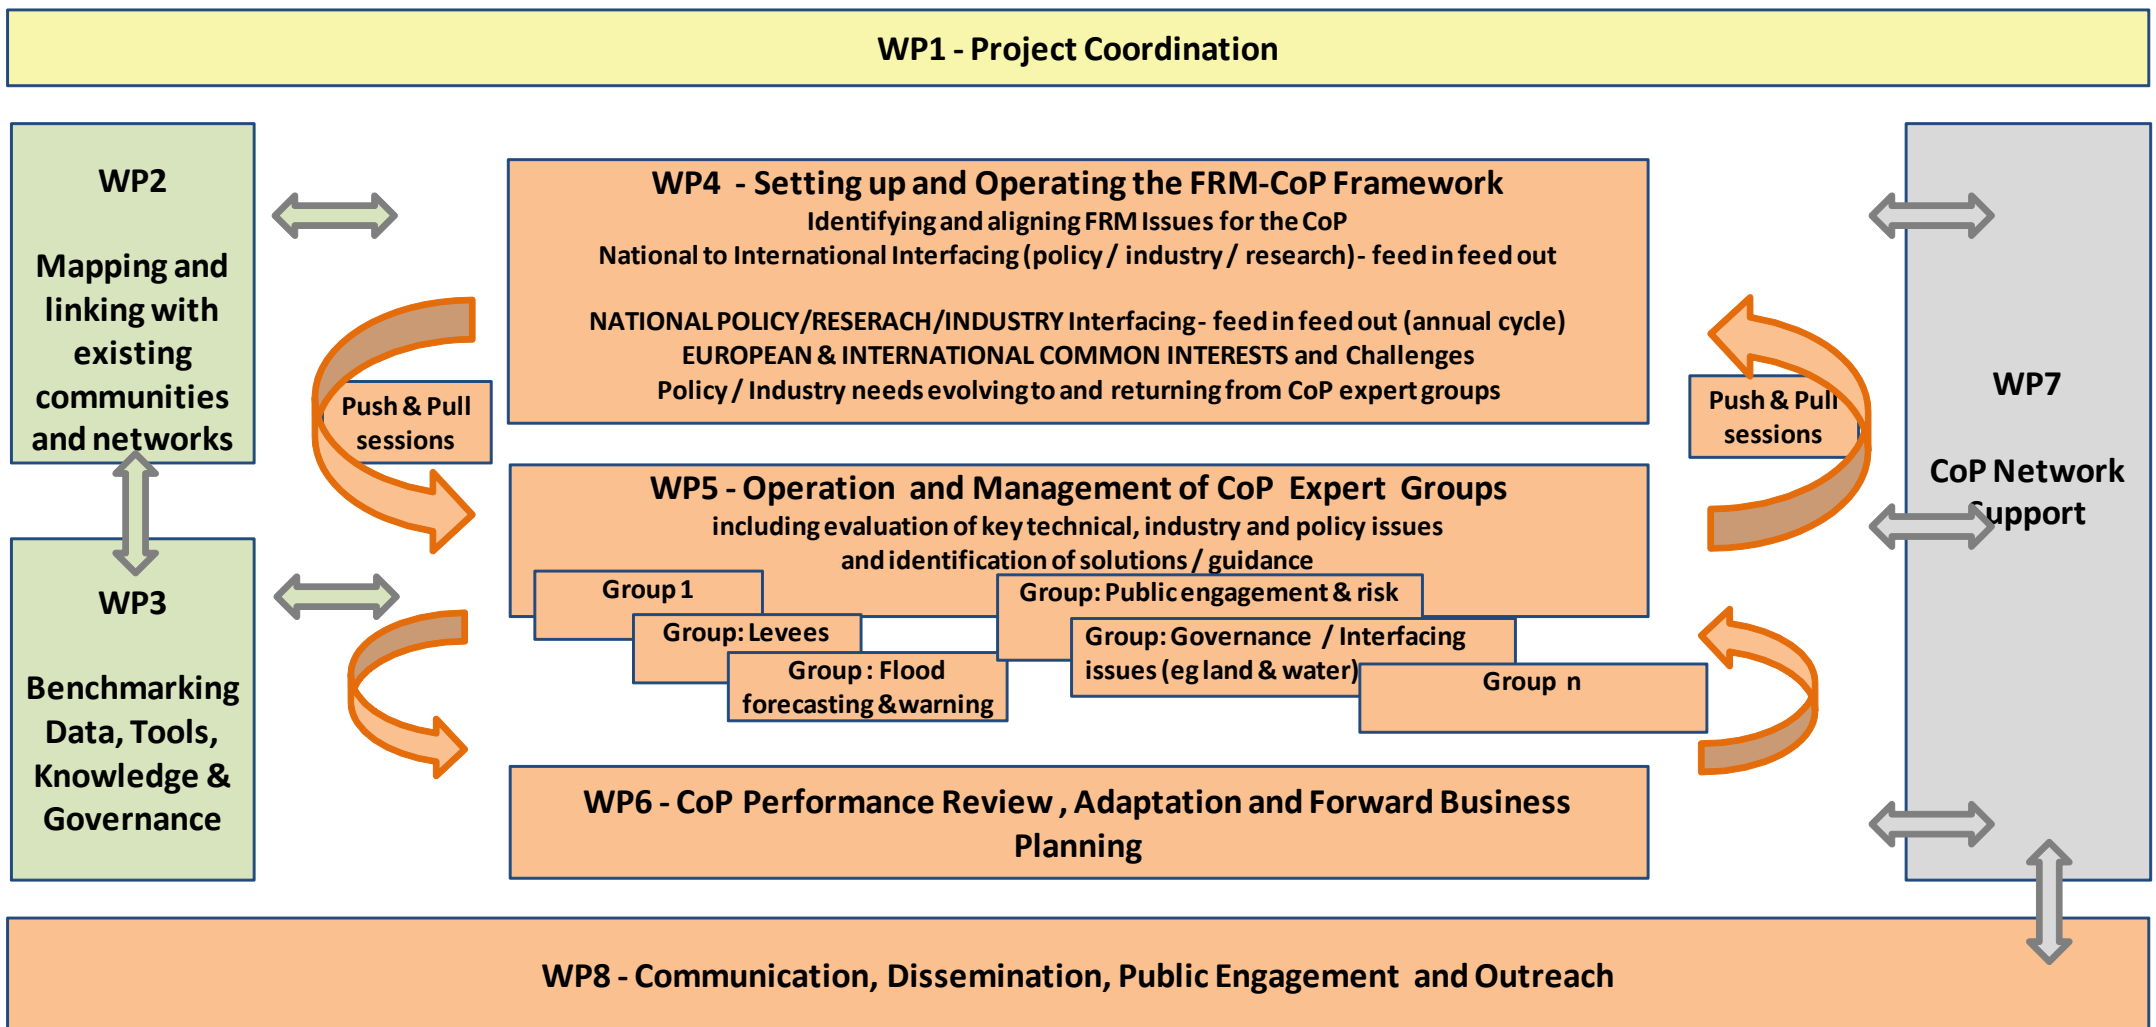 WP1 - Project Coordination
WP2
Mapping and
linking with
existing
communities
and networks
WP3
Benchmarking
Data, Tools,
Knowledge &
Governance
WP4 - Setting up and Operating the FRM-CoP Framework
Identifying and aligning FRM Issues for the CoP
National to International Interfacing (policy / industry / research) - feed in feed out
NATIONAL POLICY/RESERACH/INDUSTRY Interfacing - feed in feed out (annual cycle)
EUROPEAN & INTERNATIONAL COMMON INTERESTS and Challenges
Policy / Industry needs evolving to and returning from CoP expert groups
Push & Pull
sessions
Push & Pull
sessions
WP5 - Operation and Management of CoP Expert Groups
including evaluation of key technical, industry and policy issues
and identification of solutions / guidance
Group 1
Group: Levees
Group : Flood
forecasting &warning
Group: Public engagement & risk
Group: Governance / Interfacing
issues (eg land & water)
Group n
WP6 - CoP Performance Review , Adaptation and Forward Business
Planning
WP7
CoP Network
Support
WP8 - Communication, Dissemination, Public Engagement and Outreach